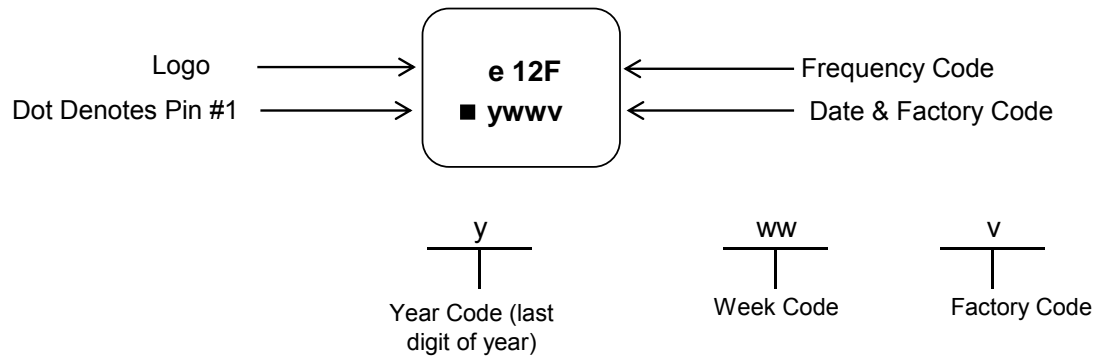 Logo
e 12F
Frequency Code
Dot Denotes Pin #1
■ ywwv
Date & Factory Code
y
ww
v
Year Code (last
digit of year)
Week Code
Factory Code